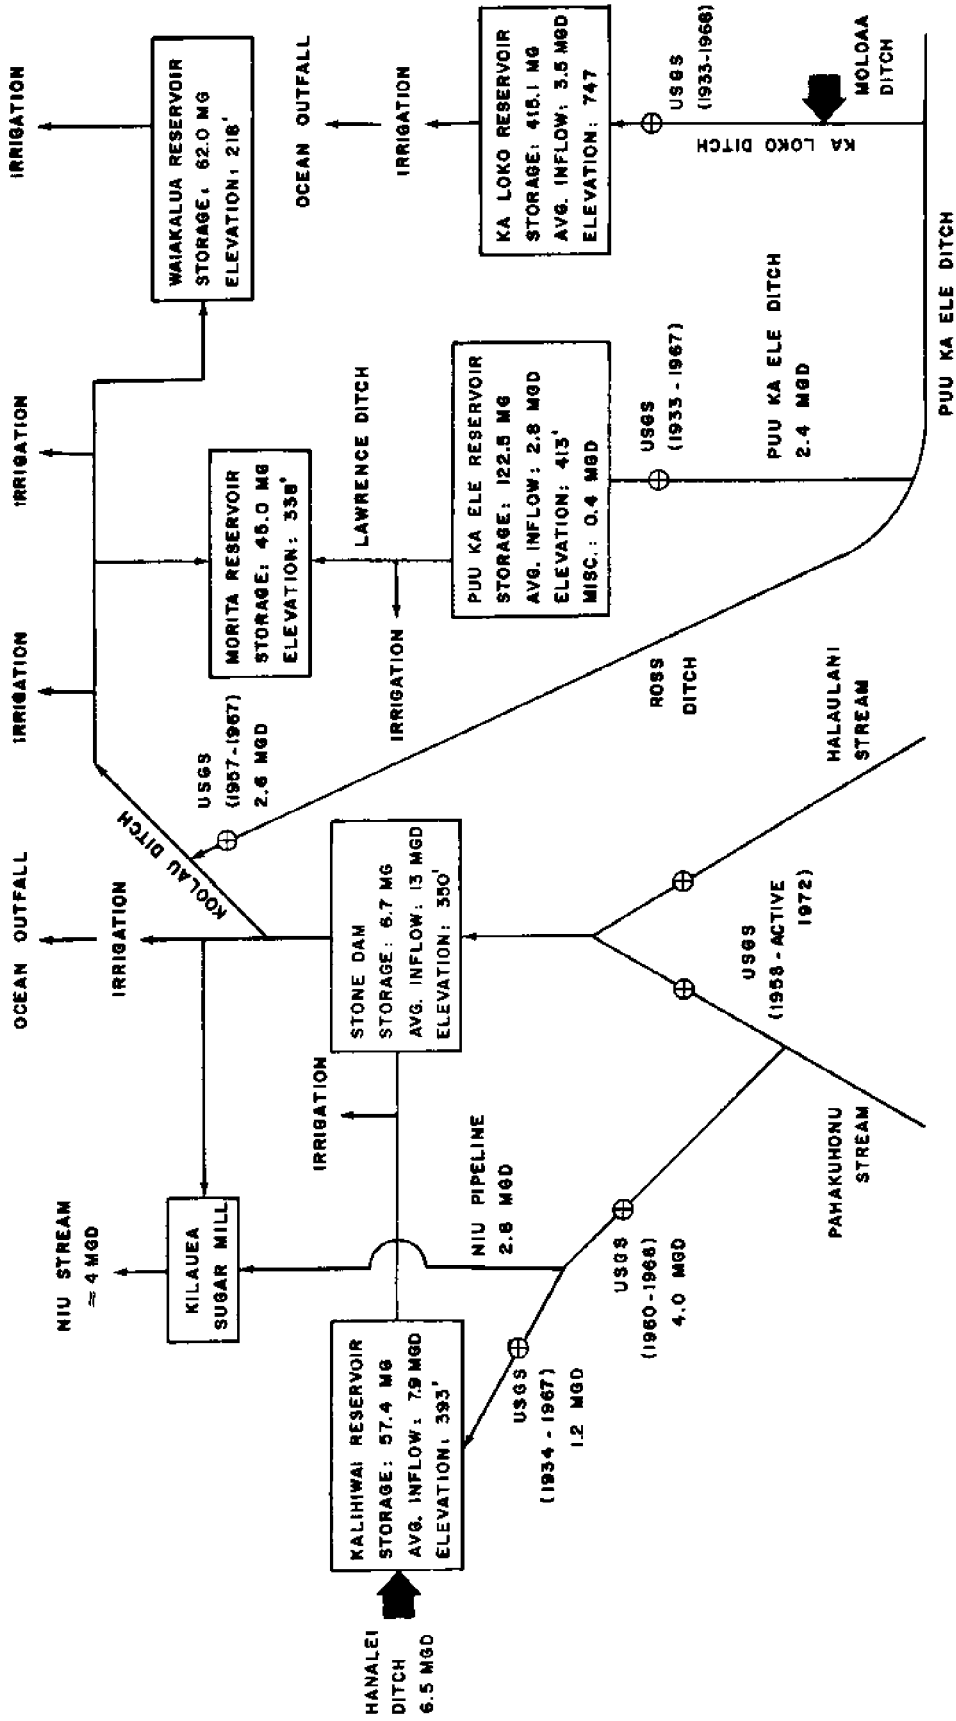 OCEAN OUTFALL
IRRIGATION
IRRIGATION
IRRIGATION
IRRIGATION
NIU STREAM
≈ 4 MGD
KILAUEA
SUGAR MILL
KOOLAU DITCH
USGS
(1957-1967)
2.6 MGD
MORITA RESERVOIR
STORAGE: 45.0 MG
ELEVATION: 338'
WAIAKALUA RESERVOIR
STORAGE: 62.0 MG
ELEVATION: 218'
OCEAN OUTFALL
IRRIGATION
IRRIGATION
IRRIGATION
LAWRENCE DITCH
HANALEI
DITCH
6.5 MGD
KALIHIWAI RESERVOIR
STORAGE: 57.4 MG
AVG. INFLOW: 7.9 MGD
ELEVATION: 393'
STONE DAM
STORAGE: 6.7 MG
AVG. INFLOW: 13 MGD
ELEVATION: 350'
PUU KA ELE RESERVOIR
STORAGE: 122.5 MG
AVG. INFLOW: 2.8 MGD
ELEVATION: 413'
MISC.: 0.4 MGD
KA LOKO RESERVOIR
STORAGE: 415.1 MG
AVG. INFLOW: 3.5 MGD
ELEVATION: 747
NIU PIPELINE
2.8 MGD
USGS
(1934-1967)
1.2 MGD
USGS
(1960-1968)
4.0 MGD
USGS
(1958-ACTIVE
1972)
ROSS
DITCH
USGS
(1933-1967)
USGS
(1933-1968)
KA LOKO DITCH
PUU KA ELE DITCH
2.4 MGD
PAHAKUHONU
STREAM
HALAULANI
STREAM
MOLOAA
DITCH
PUU KA ELE DITCH